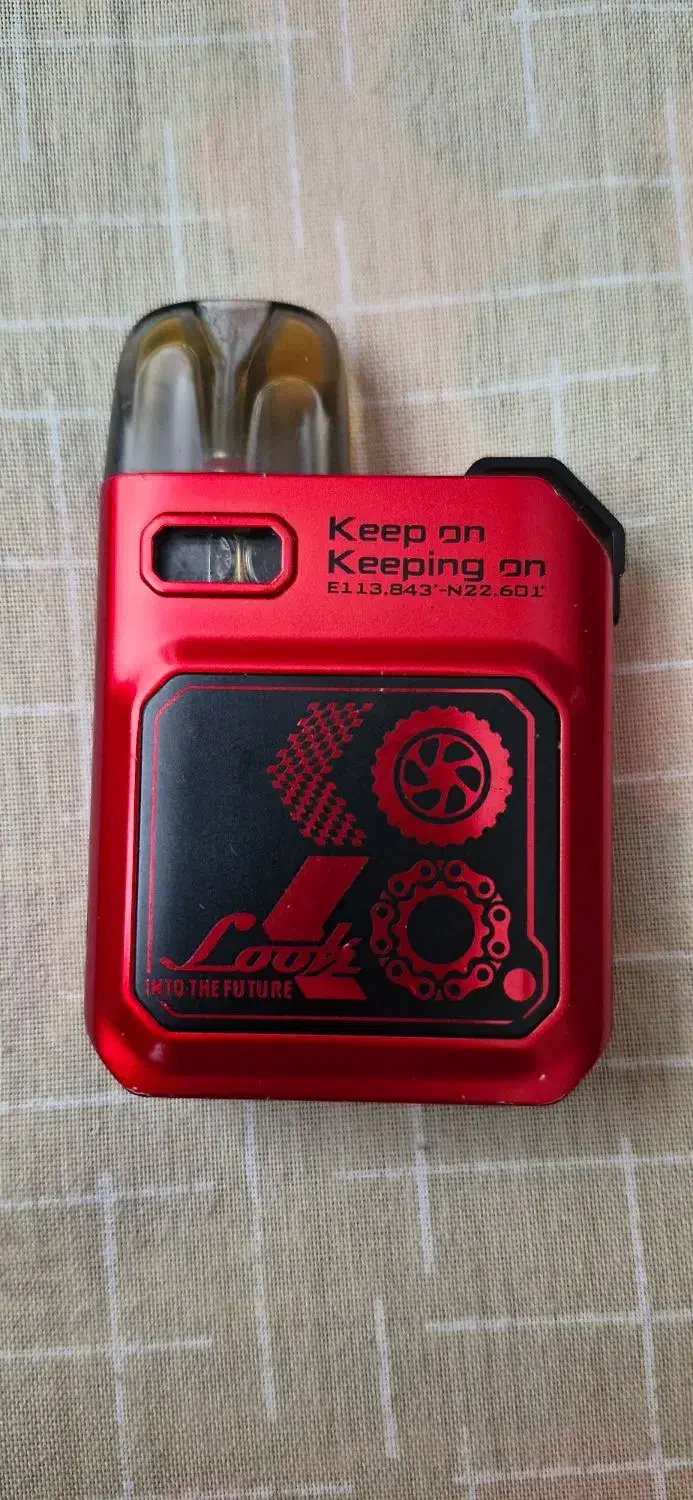 Keep on
Keeping on
E113.843°-N22.601°
Look
INTO THE FUTURE